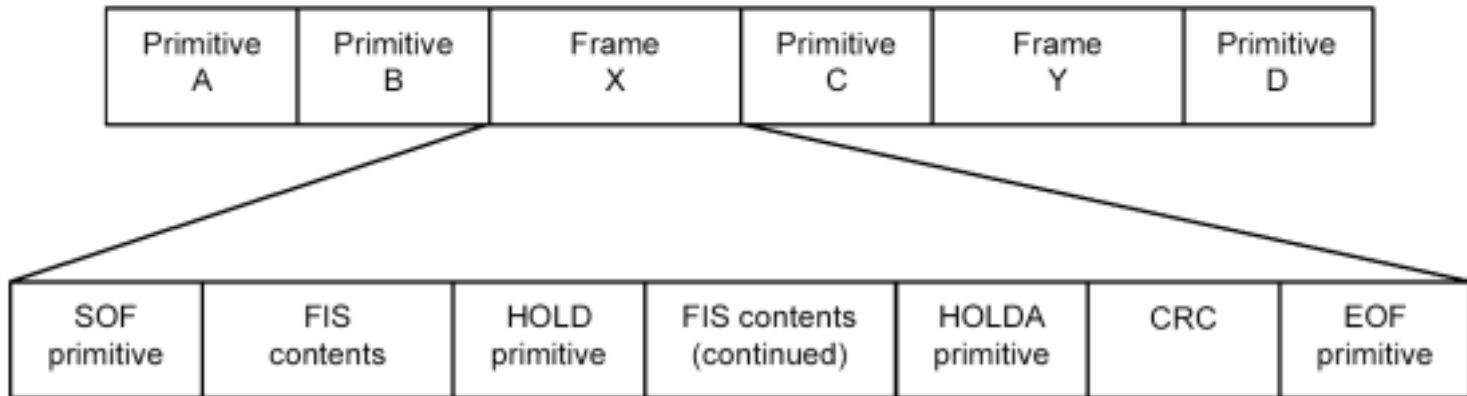 Primitive
A
Primitive
B
Frame
X
Primitive
C
Frame
Y
Primitive
D
SOF
primitive
FIS
contents
HOLD
primitive
FIS contents
(continued)
HOLDA
primitive
CRC
EOF
primitive